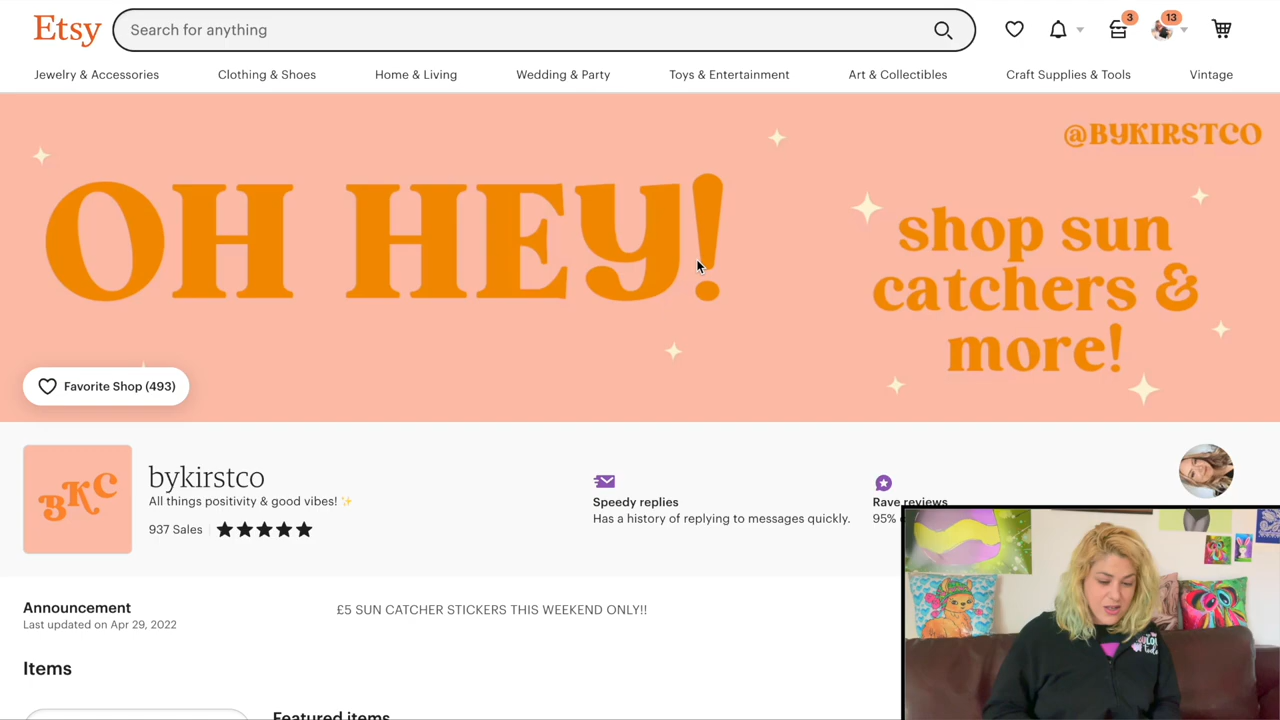 Etsy
Search for anything
3
13
Jewelry & Accessories
Clothing & Shoes
Home & Living
Wedding & Party
Toys & Entertainment
Art & Collectibles
Craft Supplies & Tools
Vintage
@BYKIRSTCO
OH HEY!
shop sun
catchers &
more!
Favorite Shop (493)
BKC
bykirstco
All things positivity & good vibes! ✨
937 Sales
Speedy replies
Has a history of replying to messages quickly.
Rave reviews
95%
Announcement
Last updated on Apr 29, 2022
£5 SUN CATCHER STICKERS THIS WEEKEND ONLY!!
Items
Featured items